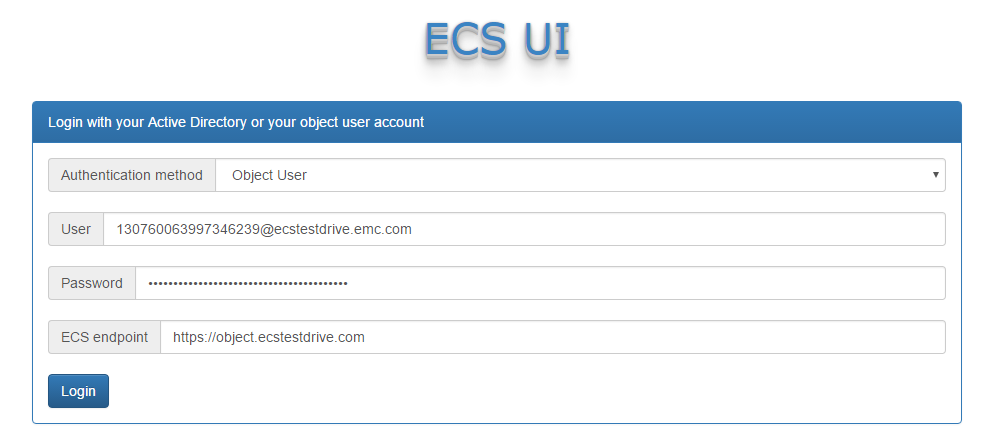 ECS UI
Login with your Active Directory or your object user account
Authentication method Object User
User 130760063997346239@ecstestdrive.emc.com
Password ••••••••••••••••••••••••••••••••••••••••
ECS endpoint https://object.ecstestdrive.com
Login